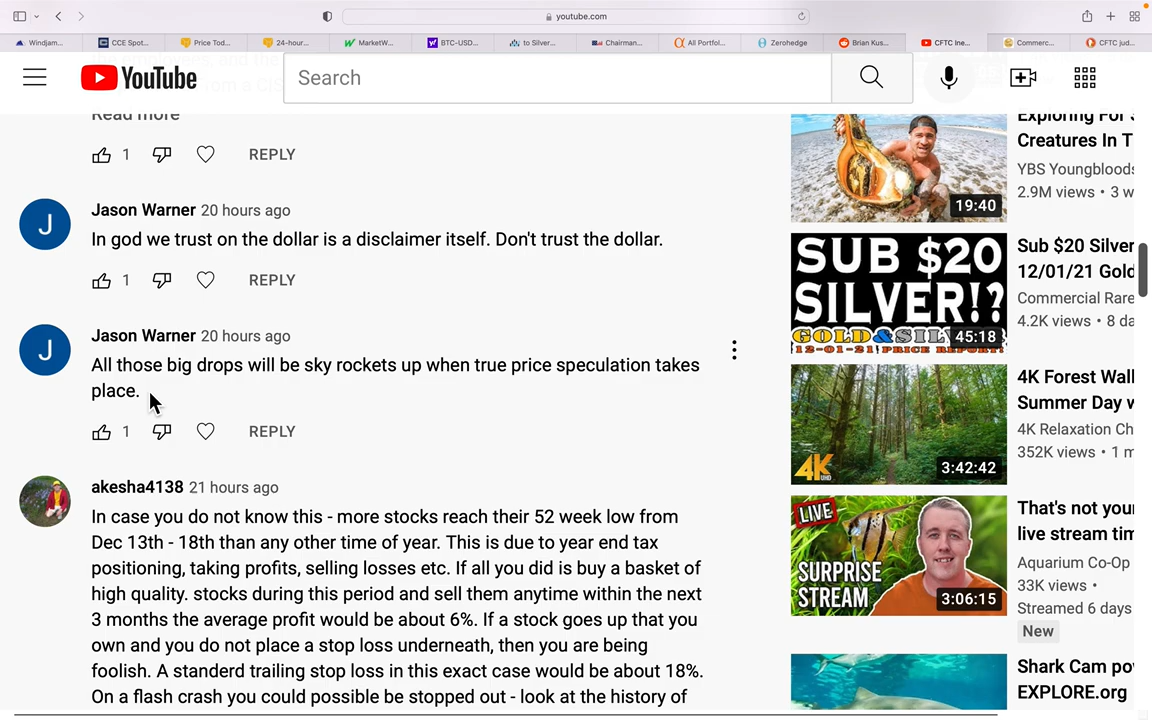 youtube.com
Windjam...
CCE Spot...
Price Tod...
24-hour...
MarketW...
BTC-USD...
to Silver...
Chairman...
All Portfol...
Zerohedge
Brian Kus...
CFTC Ine...
Commerc...
CFTC jud...
YouTube
Search
Read more
1 REPLY
Jason Warner 20 hours ago
In god we trust on the dollar is a disclaimer itself. Don't trust the dollar.
1 REPLY
Jason Warner 20 hours ago
All those big drops will be sky rockets up when true price speculation takes
place.
1 REPLY
akesha4138 21 hours ago
In case you do not know this - more stocks reach their 52 week low from
Dec 13th - 18th than any other time of year. This is due to year end tax
positioning, taking profits, selling losses etc. If all you did is buy a basket of
high quality. stocks during this period and sell them anytime within the next
3 months the average profit would be about 6%. If a stock goes up that you
own and you do not place a stop loss underneath, then you are being
foolish. A standerd trailing stop loss in this exact case would be about 18%.
On a flash crash you could possible be stopped out - look at the history of
19:40
Exploring For
Creatures In T
YBS Youngbloods
2.9M views • 3 w
SUB $20
SILVER!?
GOLD&SIL
12-01-21 PRICE REPORT!
45:18
Sub $20 Silver
12/01/21 Gold
Commercial Rare
4.2K views • 8 da
4K
3:42:42
4K Forest Wall
Summer Day w
4K Relaxation Ch
352K views • 1 m
LIVE
SURPRISE
STREAM
3:06:15
That's not your
live stream tim
Aquarium Co-Op
33K views •
Streamed 6 days
New
Shark Cam po
EXPLORE.org